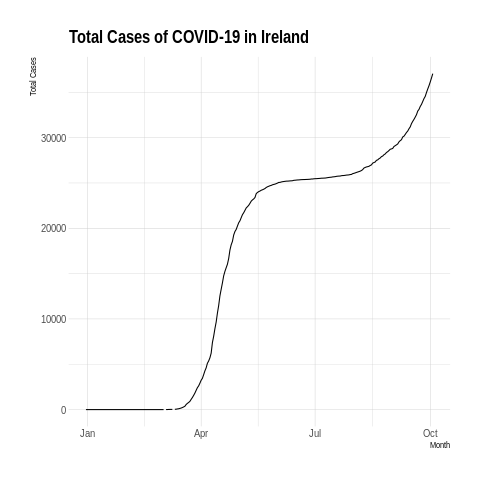 Total Cases of COVID-19 in Ireland
Total Cases
30000
20000
10000
0
Jan Apr Jul Oct
Month